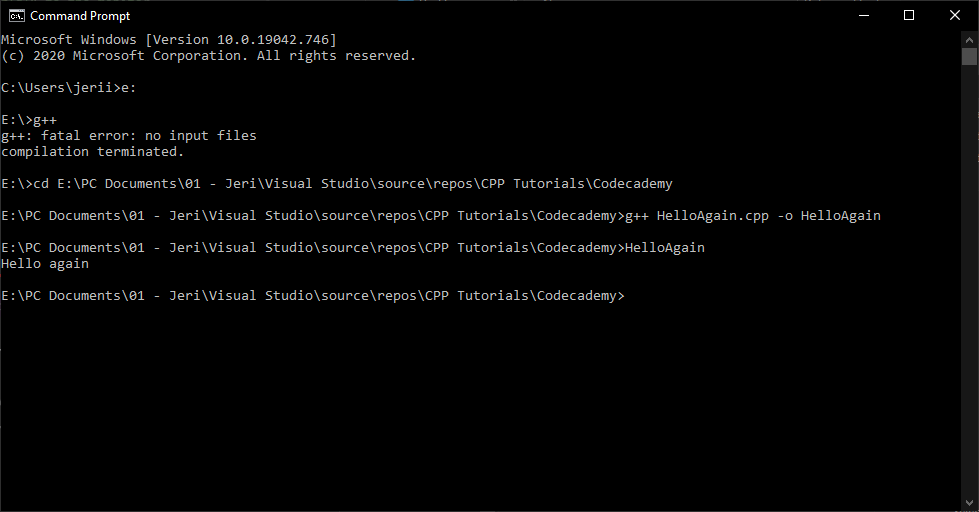 Command Prompt
Microsoft Windows [Version 10.0.19042.746]
(c) 2020 Microsoft Corporation. All rights reserved.
C:\Users\jerii>e:
E:\>g++
g++: fatal error: no input files
compilation terminated.
E:\>cd E:\PC Documents\01 - Jeri\Visual Studio\source\repos\CPP Tutorials\Codecademy
E:\PC Documents\01 - Jeri\Visual Studio\source\repos\CPP Tutorials\Codecademy>g++ HelloAgain.cpp -o HelloAgain
E:\PC Documents\01 - Jeri\Visual Studio\source\repos\CPP Tutorials\Codecademy>HelloAgain
Hello again
E:\PC Documents\01 - Jeri\Visual Studio\source\repos\CPP Tutorials\Codecademy>